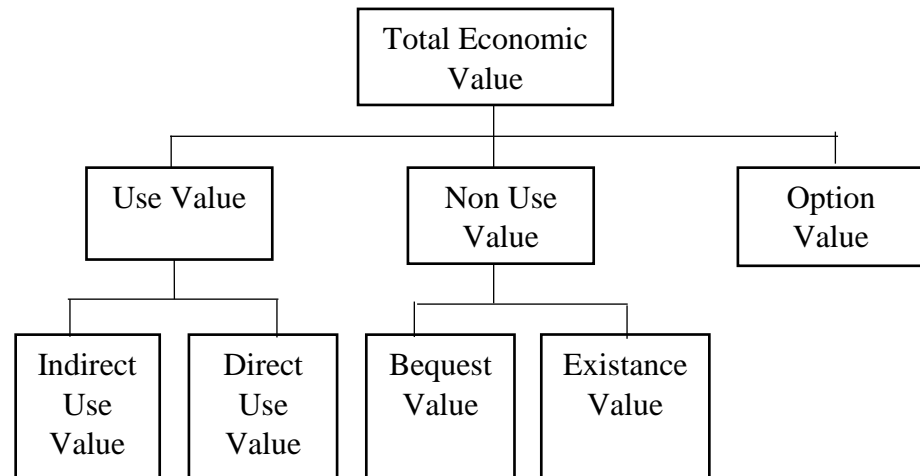 Total Economic
Value
Use Value
Non Use
Value
Option
Value
Indirect
Use
Value
Direct
Use
Value
Bequest
Value
Existance
Value